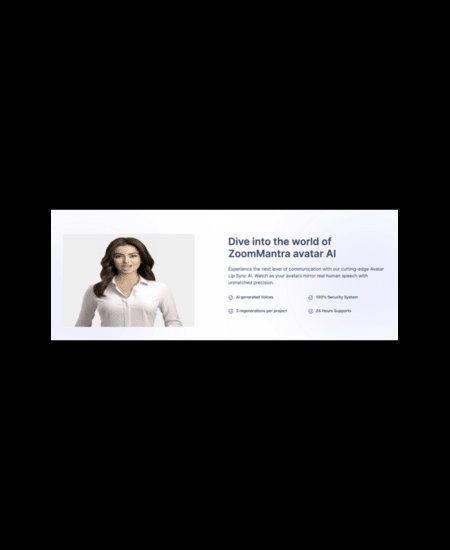 Dive into the world of
ZoomMantra avatar AI
Experience the next level of communication with our cutting-edge Avatar
Lip Sync AI. Watch as your avatars mirror real human speech with
unmatched precision.
AI generated Voices
100% Security System
3 regenerations per project
24 Hours Supports